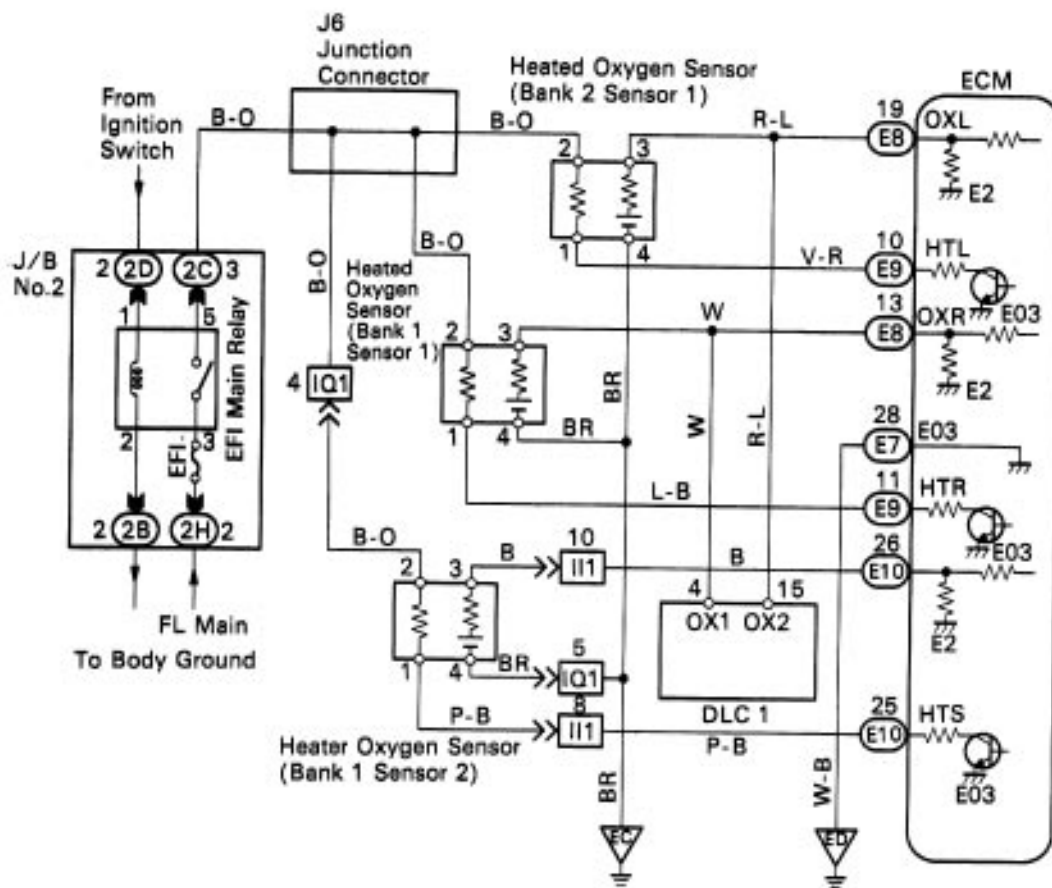 J6
Junction
Connector
Heated Oxygen Sensor
(Bank 2 Sensor 1)
ECM
From
Ignition
Switch
B-O
B-O
R-L
19
E8
OXL
E2
2
3
1
4
V-R
10
E9
HTL
E03
J/B
No.2
2
2D
2C
3
1
5
EFI Main Relay
2
3
EFI
2
2B
2H
2
FL Main
To Body Ground
B-O
B-O
Heated
Oxygen
Sensor
(Bank 1
Sensor 1)
2
3
1
4
W
13
E8
OXR
E2
4
IQ1
BR
BR
W
R-L
28
E7
E03
L-B
11
E9
HTR
E03
B-O
2
3
1
4
B
10
II1
B
26
E10
E2
4
15
OX1
OX2
DLC 1
BR
5
IQ1
8
II1
P-B
P-B
25
E10
HTS
E03
Heater Oxygen Sensor
(Bank 1 Sensor 2)
BR
W-B
EC
ED